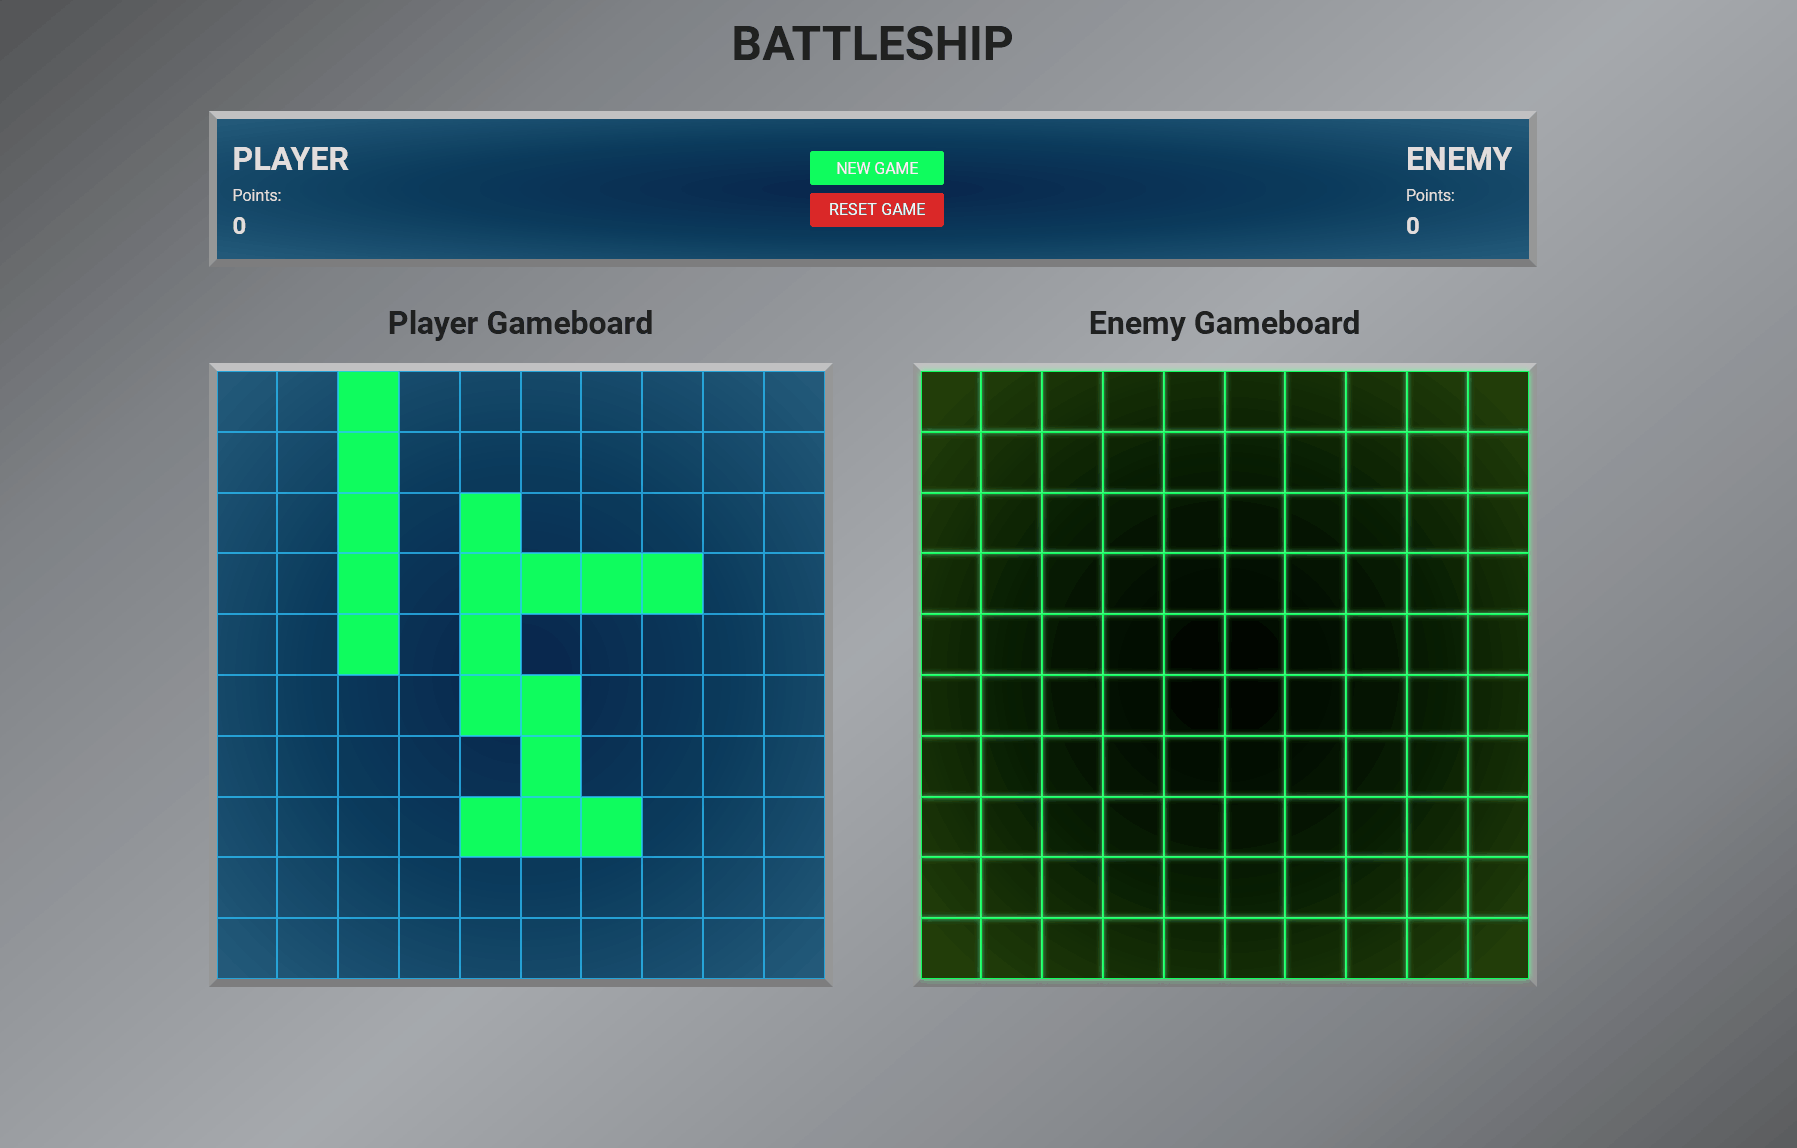 BATTLESHIP
PLAYER
Points:
0
NEW GAME
RESET GAME
ENEMY
Points:
0
Player Gameboard
Enemy Gameboard